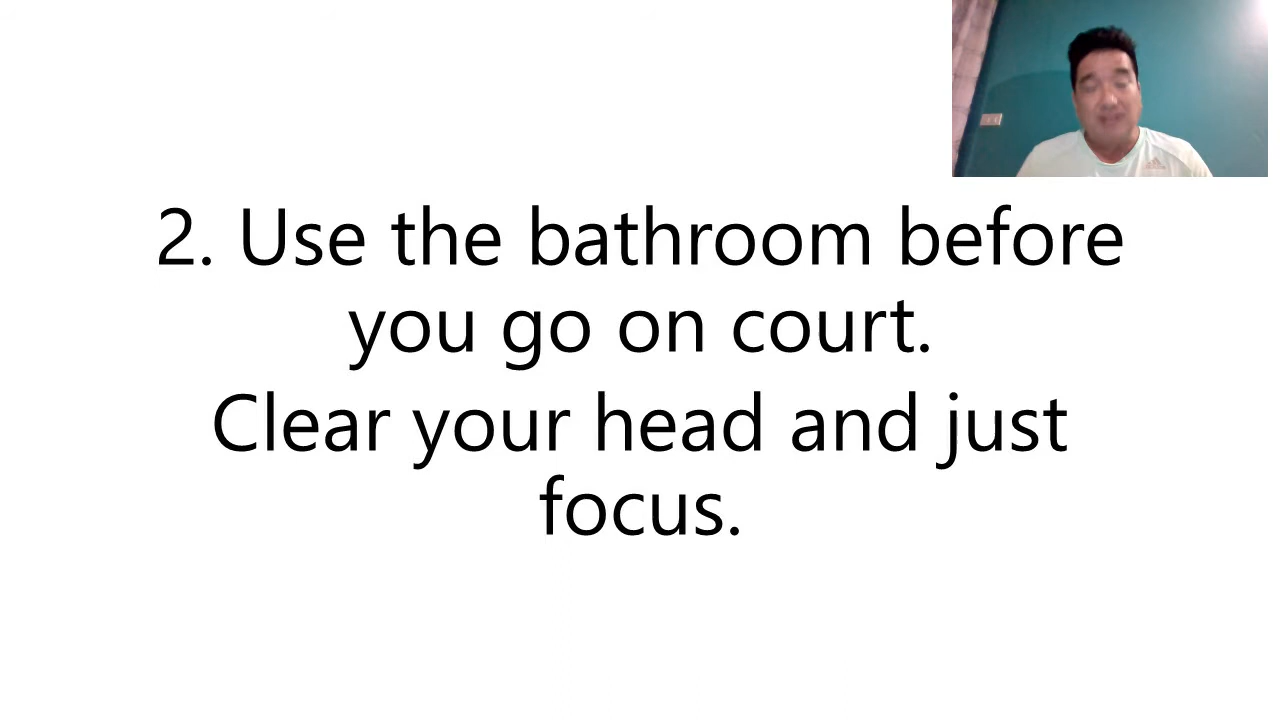 2. Use the bathroom before
you go on court.
Clear your head and just
focus.